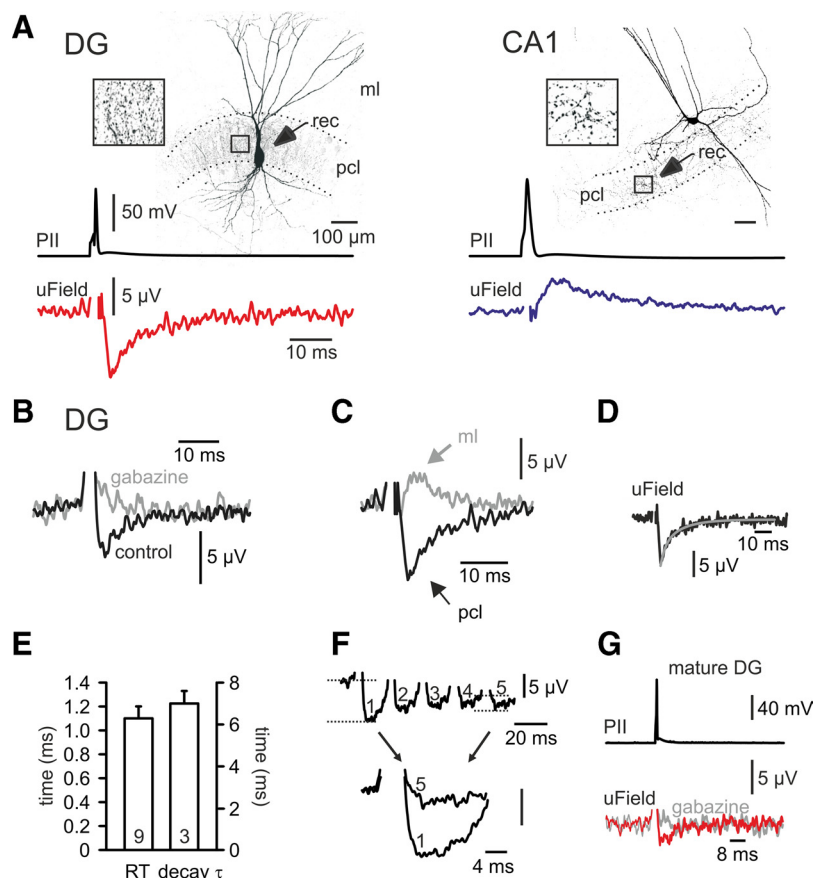 A
DG
CA1
ml
rec
pcl
rec
pcl
50 mV
100 µm
PII
PII
uField
5 µV
uField
10 ms
B
DG
C
D
10 ms
ml
5 µV
gabazine
uField
control
5 µV
10 ms
pcl
10 ms
5 µV
E
F
G
1.4
1.2
1.0
0.8
0.6
0.4
0.2
0
time (ms)
8
6
4
2
0
time (ms)
9
3
RT
decay τ
1
2
3
4
5
5 µV
20 ms
5
1
4 ms
mature DG
PII
40 mV
5 µV
uField
gabazine
8 ms